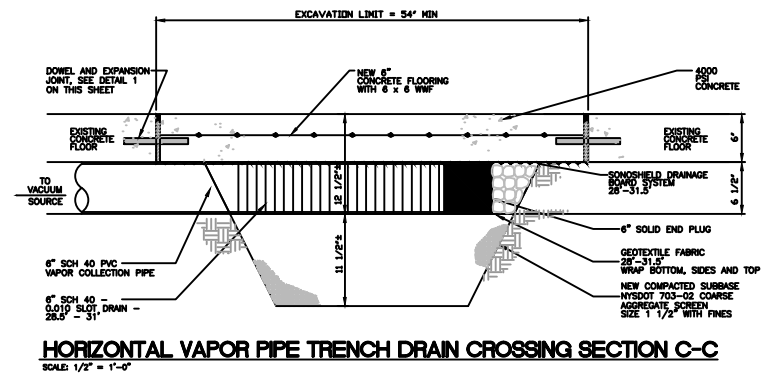 EXCAVATION LIMIT = 54" MIN
DOWEL AND EXPANSION
JOINT, SEE DETAIL 1
ON THIS SHEET
NEW 6"
CONCRETE FLOORING
WITH 6 x 6 WWF
4000
PSI
CONCRETE
EXISTING
CONCRETE
FLOOR
EXISTING
CONCRETE
FLOOR
6"
TO
VACUUM
SOURCE
12 1/2"±
6 1/2"
SONOSHIELD DRAINAGE
BOARD SYSTEM
28'-31.5'
6" SOLID END PLUG
11 1/2"±
6" SCH 40 PVC
VAPOR COLLECTION PIPE
GEOTEXTILE FABRIC
28'-31.5'
WRAP BOTTOM, SIDES AND TOP
6" SCH 40 -
0.010 SLOT DRAIN -
28.5' - 31'
NEW COMPACTED SUBBASE
NYSDOT 703-02 COARSE
AGGREGATE SCREEN
SIZE 1 1/2" WITH FINES
HORIZONTAL VAPOR PIPE TRENCH DRAIN CROSSING SECTION C-C
SCALE: 1/2" = 1'-0"